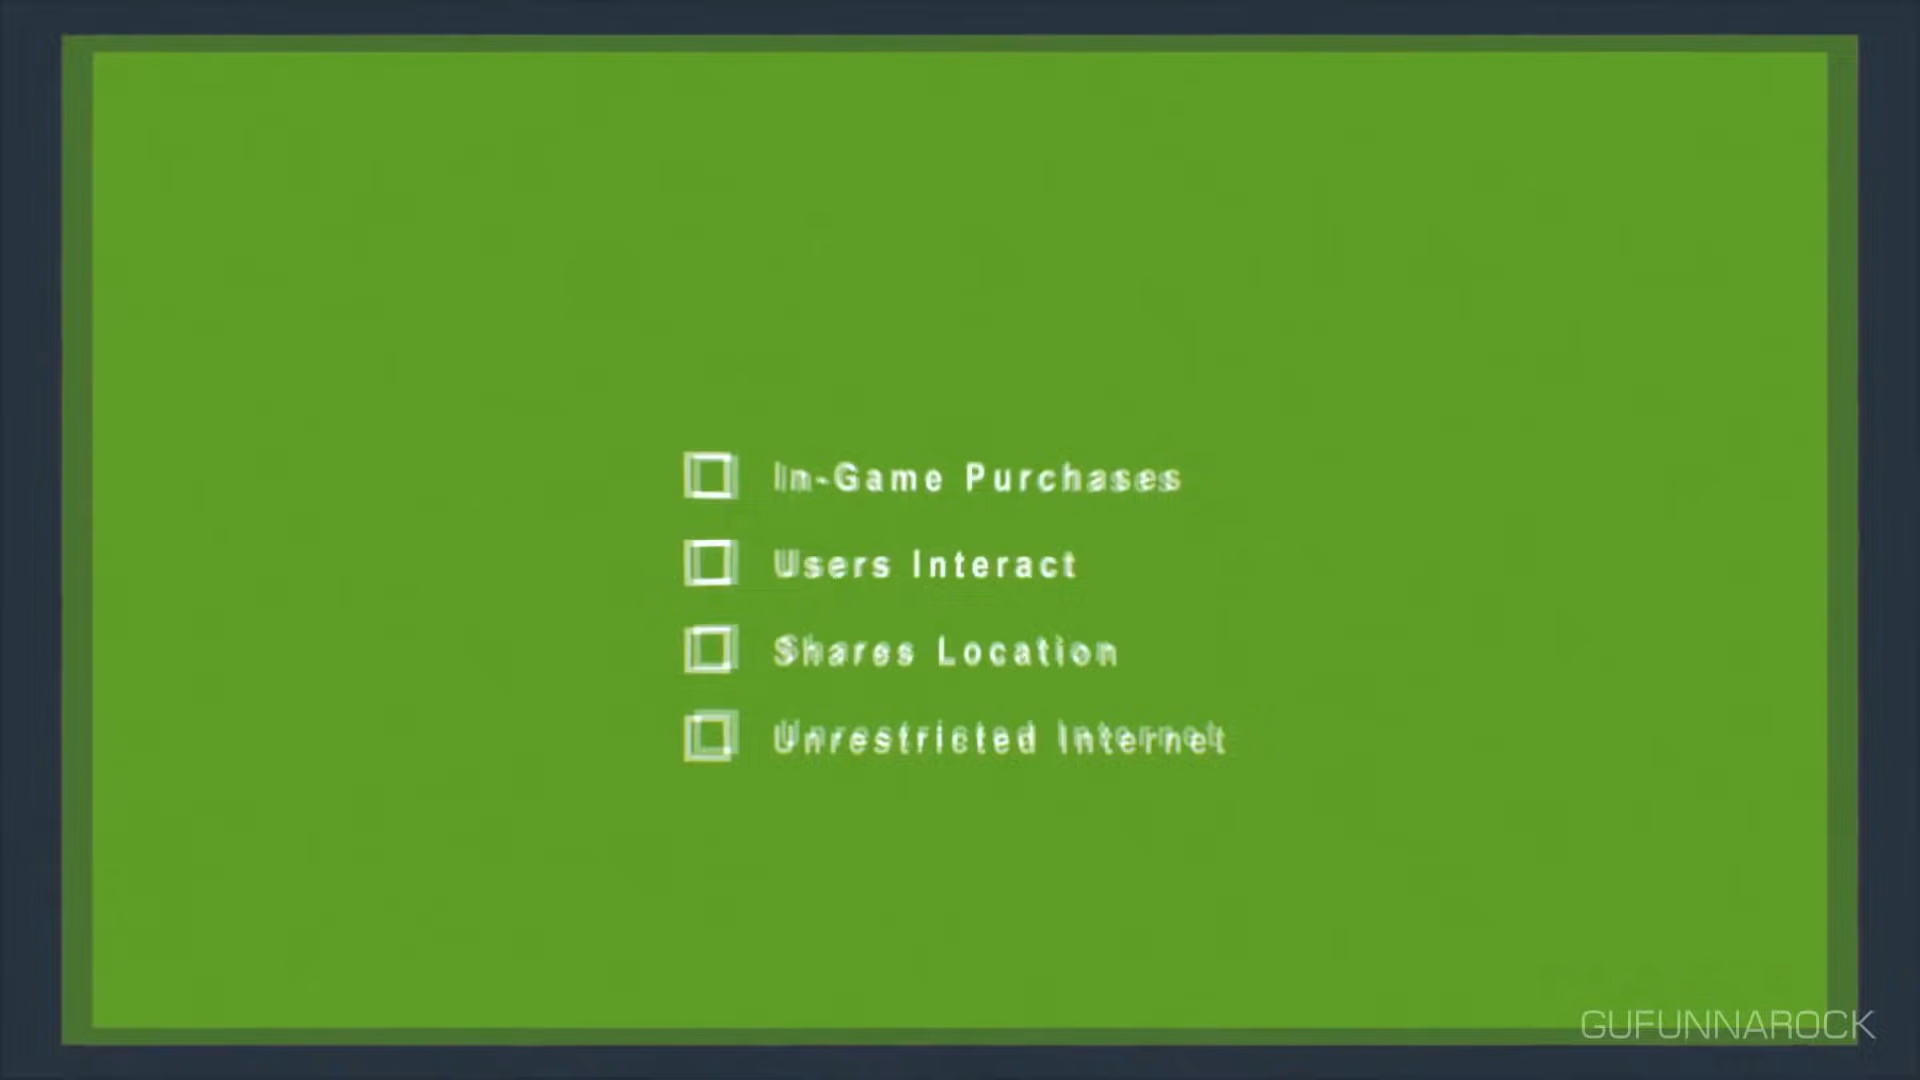 In-Game Purchases
Users Interact
Shares Location
Unrestricted Internet
GUFUNNAROCK